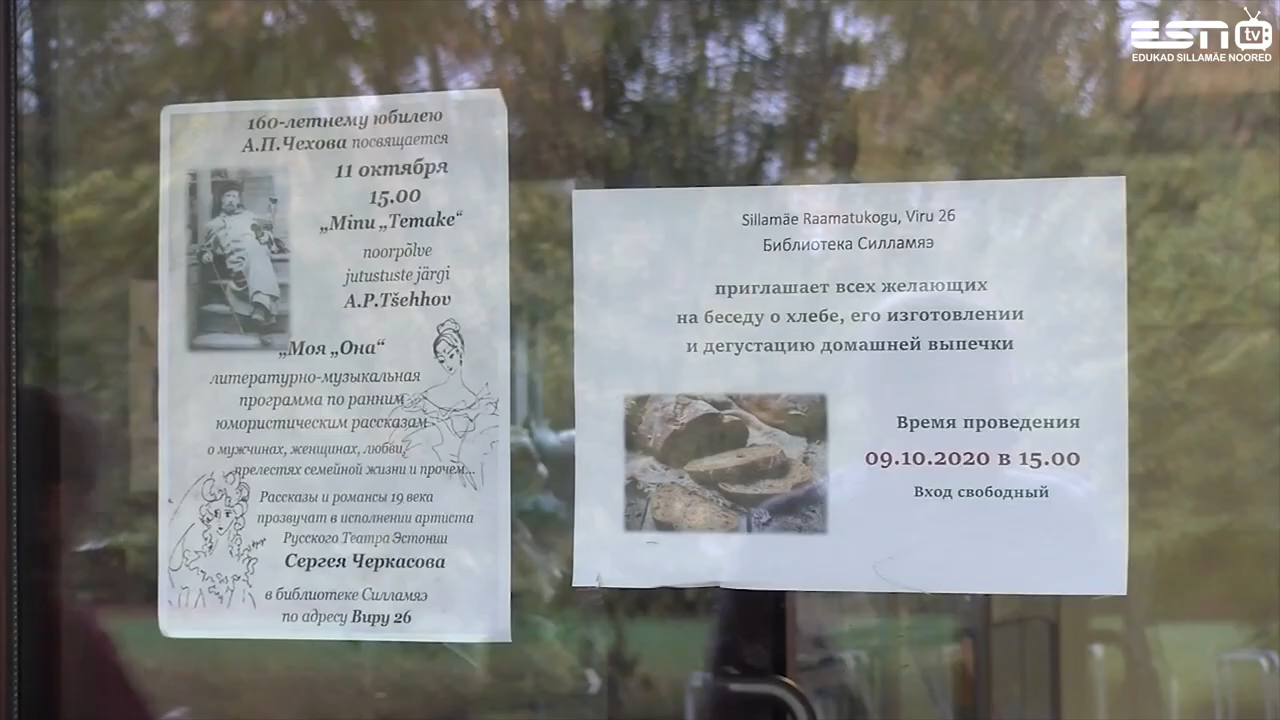 160-летнему юбилею
А.П.Чехова посвящается
11 октября
15.00
„Minu „Temake“
noorpõlve
jutustuste järgi
A.P.Tšehhov
„Моя „Она“
литературно-музыкальная
программа по ранним
юмористическим рассказам
о мужчинах, женщинах, любви,
прелестях семейной жизни и прочем...
Рассказы и романсы 19 века
прозвучат в исполнении артиста
Русского Театра Эстонии
Сергея Черкасова
в библиотеке Силламяэ
по адресу Виру 26
Sillamäe Raamatukogu, Viru 26
Библиотека Силламяэ
приглашает всех желающих
на беседу о хлебе, его изготовлении
и дегустацию домашней выпечки
Время проведения
09.10.2020 в 15.00
Вход свободный
ESN tv
EDUKAD SILLAMÄE NOORED